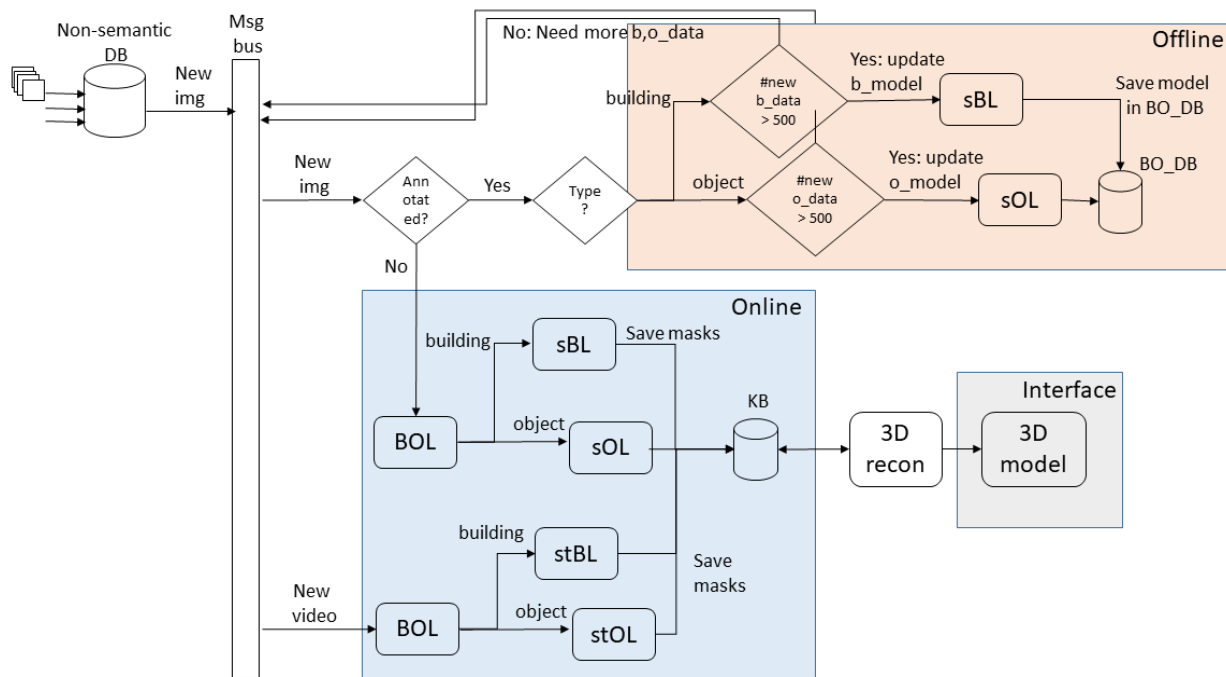 Non-semantic
DB
New
img
Msg
bus
No: Need more b,o_data
Offline
building
#new
b_data
> 500
Yes: update
b_model
sBL
Save model
in BO_DB
New
img
Ann
otat
ed?
Yes
Type
?
object
#new
o_data
> 500
Yes: update
o_model
sOL
BO_DB
No
Online
building
sBL
Save masks
BOL
object
sOL
KB
3D
recon
Interface
3D
model
building
stBL
Save
masks
New
video
BOL
object
stOL